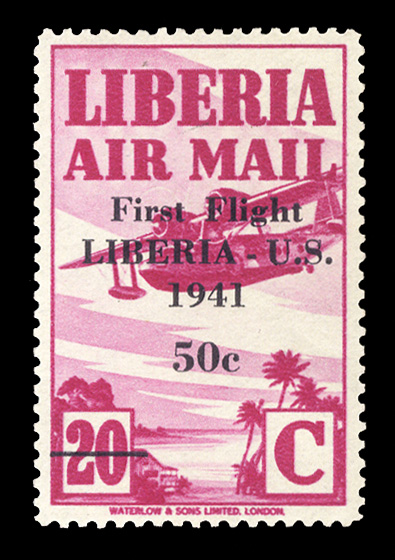 LIBERIA
AIR MAIL
First Flight
LIBERIA - U.S.
1941
50c
20 C
WATERLOW & SONS LIMITED, LONDON.